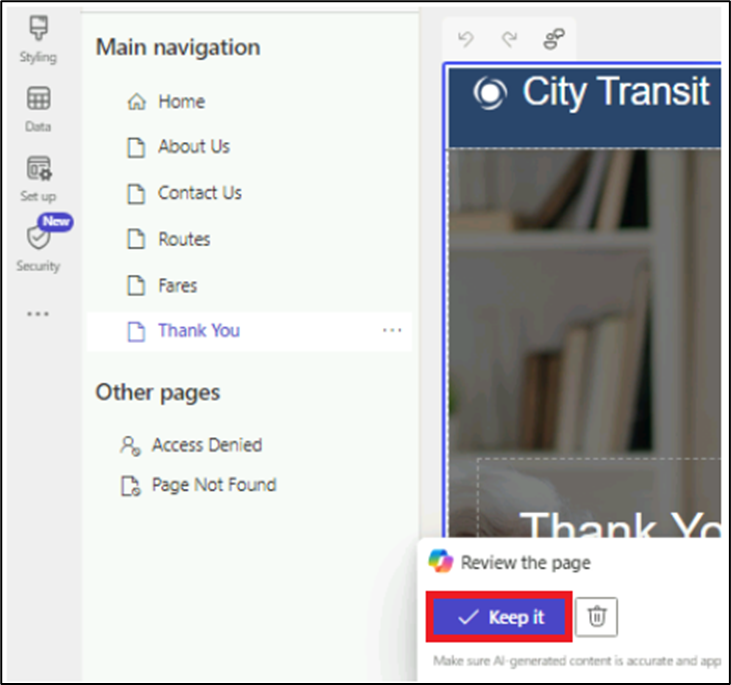 Styling
Data
Set up
New
Security
Main navigation
Home
About Us
Contact Us
Routes
Fares
Thank You
Other pages
Access Denied
Page Not Found
City Transit
Thank Yo
Review the page
Keep it
Make sure AI-generated content is accurate and app